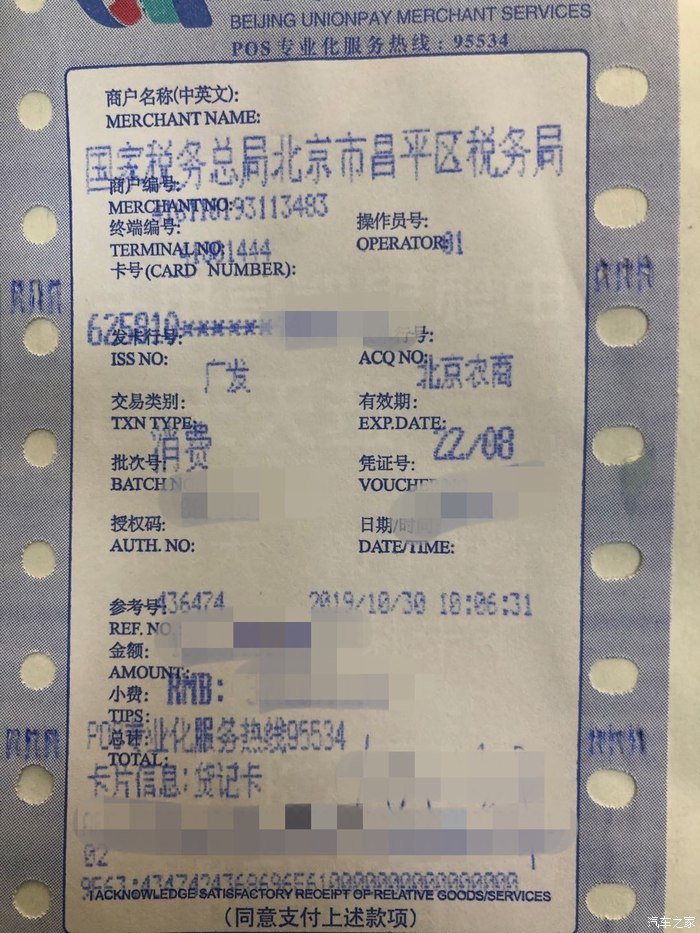 BEIJING UNIONPAY MERCHANT SERVICES
POS专业化服务热线:95534
商户名称(中英文):
MERCHANT NAME:
国家税务总局北京市昌平区税务局
商户编号:
MERCHANT NO:
终端编号: 操作员号:
TERMINAL NO: OPERATOR: 01
卡号(CARD NUMBER):
625810******
发卡行号: 行号:
ISS NO: ACQ NO:
广发 北京农商
交易类别: 有效期:
TXN TYPE: EXP.DATE:
消费 22/08
批次号: 凭证号:
BATCH NO VOUCHER
授权码: 日期/时间
AUTH. NO: DATE/TIME:
参考号: 436474 2019/10/30 10:06:31
REF. NO.
金额:
AMOUNT:
小费: RMB:
TIPS:
POS专业化服务热线95534
总计
TOTAL:
卡片信息:贷记卡
02
I ACKNOWLEDGE SATISFACTORY RECEIPT OF RELATIVE GOODS/SERVICES
(同意支付上述款项)
汽车之家